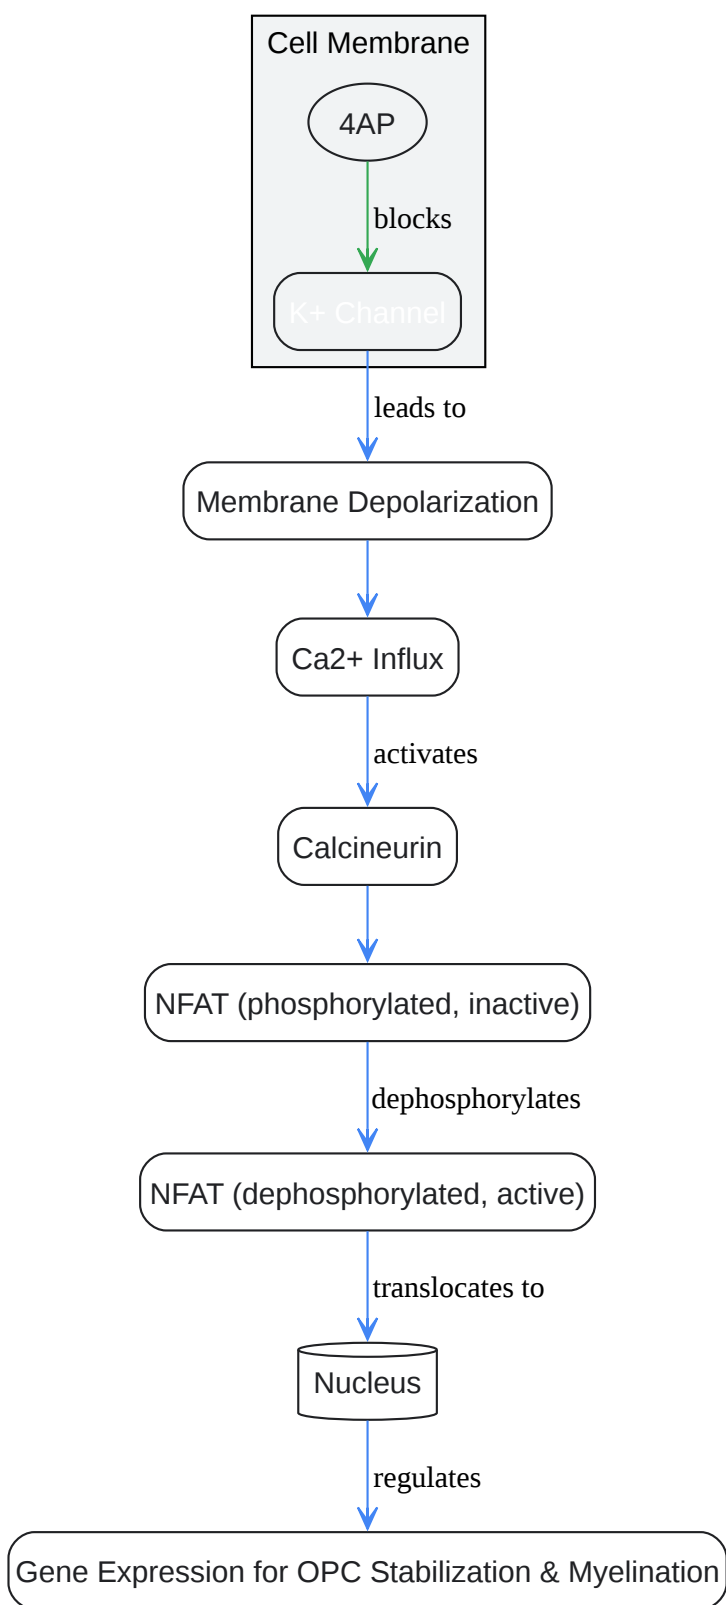 Cell Membrane
4AP
blocks
K+ Channel
leads to
Membrane Depolarization
Ca2+ Influx
activates
Calcineurin
NFAT (phosphorylated, inactive)
dephosphorylates
NFAT (dephosphorylated, active)
translocates to
Nucleus
regulates
Gene Expression for OPC Stabilization & Myelination